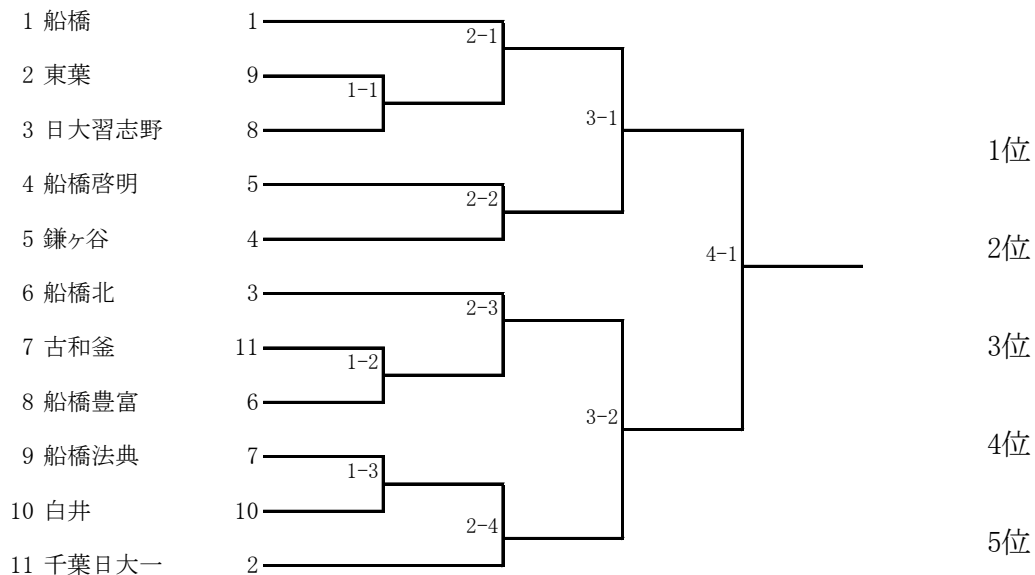 1 船橋 1
2-1
2 東葉 9
1-1
3 日大習志野 8
3-1
1位
4 船橋啓明 5
2-2
5 鎌ヶ谷 4
4-1
2位
6 船橋北 3
2-3
7 古和釜 11
1-2
3位
8 船橋豊富 6
3-2
4位
9 船橋法典 7
1-3
10 白井 10
2-4
5位
11 千葉日大一 2